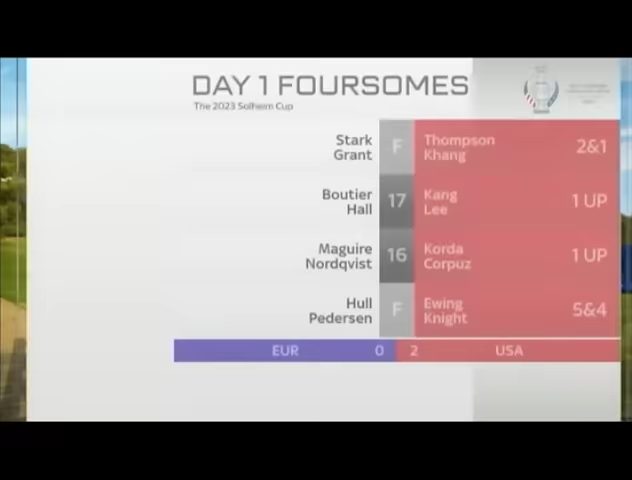 DAY 1 FOURSOMES
The 2023 Solheim Cup
Stark
Grant
F
Thompson
Khang
2&1
Boutier
Hall
17
Kang
Lee
1 UP
Maguire
Nordqvist
16
Korda
Corpuz
1 UP
Hull
Pedersen
F
Ewing
Knight
5&4
EUR 0 2 USA